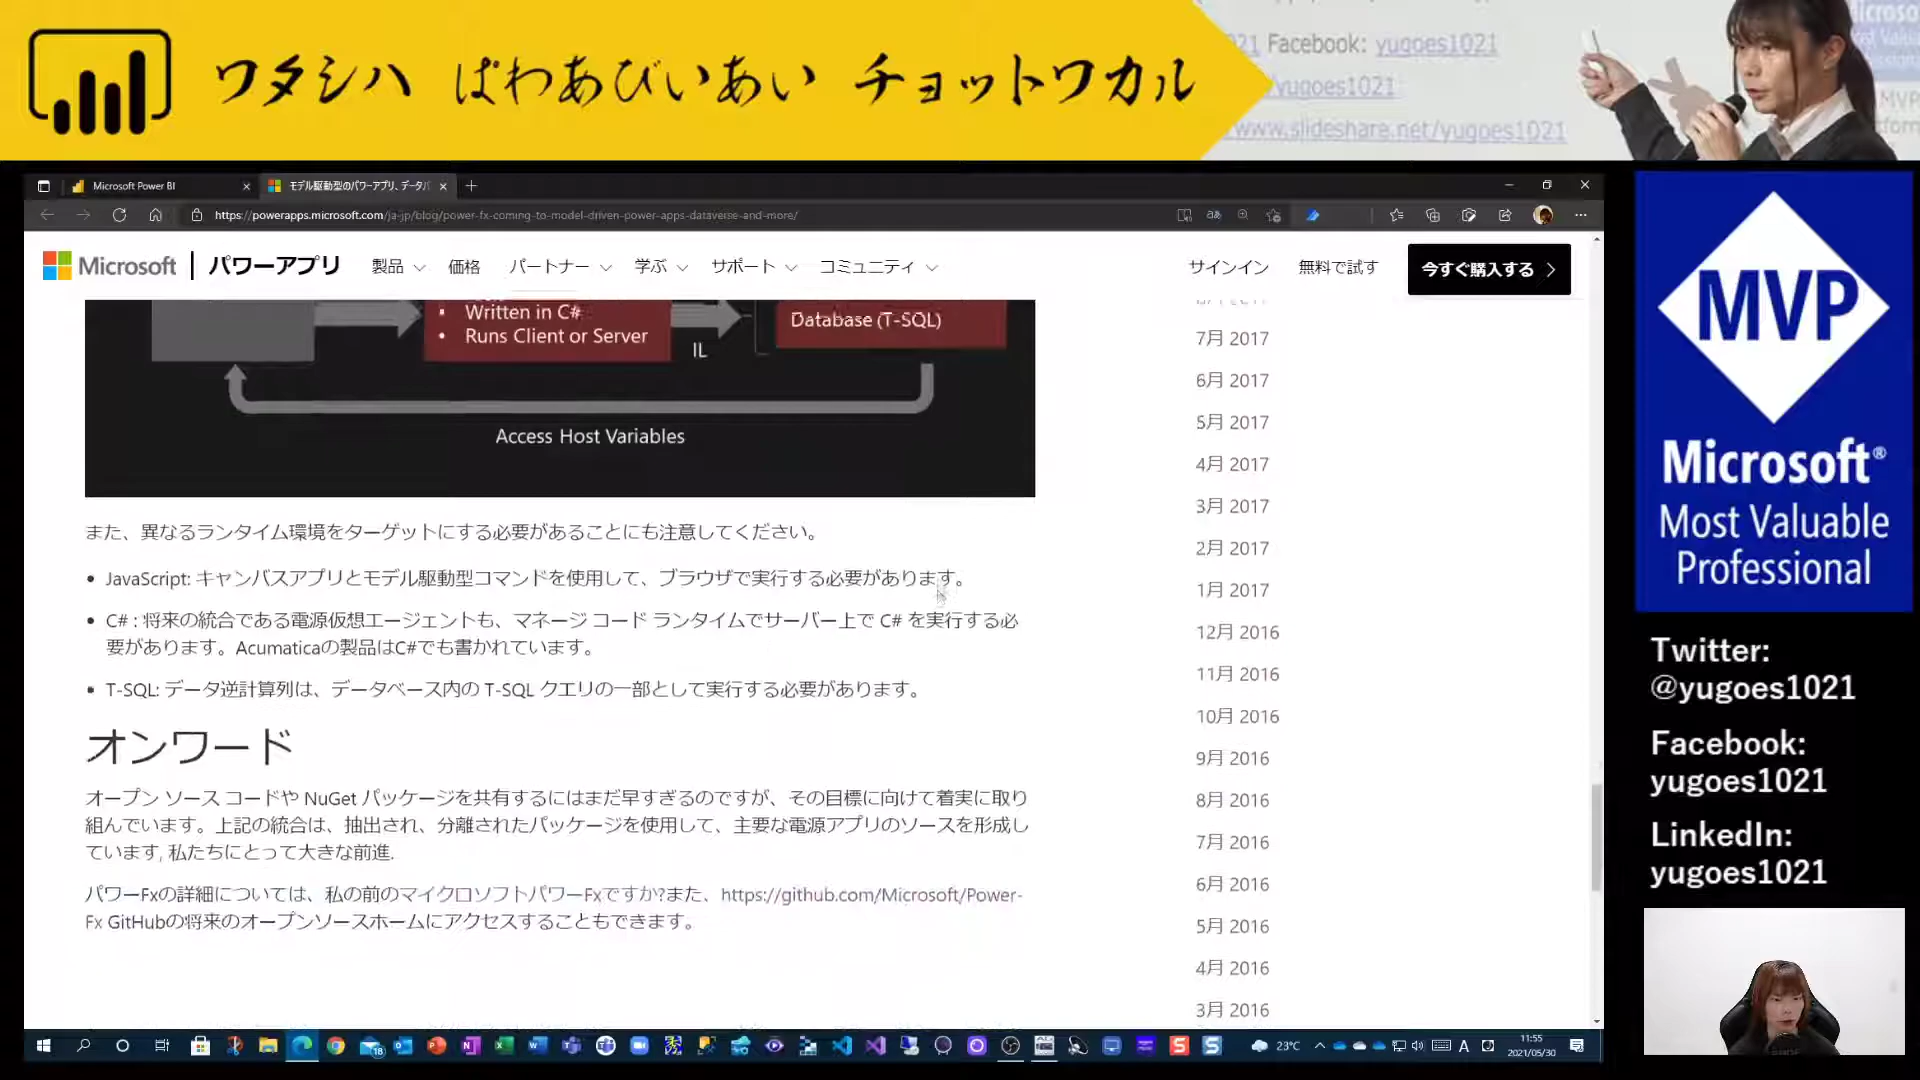 ワタシハ ぱわあびいあい チョットワカル
Facebook: yugoes1021
/yugoes1021
www.slideshare.net/yugoes1021
Microsoft Power BI
モデル駆動型のパワーアプリ、データバ
https://powerapps.microsoft.com/ja-jp/blog/power-fx-coming-to-model-driven-power-apps-dataverse-and-more/
Microsoft
パワーアプリ
製品
価格
パートナー
学ぶ
サポート
コミュニティ
サインイン
無料で試す
今すぐ購入する
• Written in C#
• Runs Client or Server
IL
Database (T-SQL)
Access Host Variables
また、異なるランタイム環境をターゲットにする必要があることにも注意してください。
• JavaScript: キャンバスアプリとモデル駆動型コマンドを使用して、ブラウザで実行する必要があります。
• C# : 将来の統合である電源仮想エージェントも、マネージ コード ランタイムでサーバー上で C# を実行する必
要があります。Acumaticaの製品はC#でも書かれています。
• T-SQL: データ逆計算列は、データベース内の T-SQL クエリの一部として実行する必要があります。
オンワード
オープン ソース コードや NuGet パッケージを共有するにはまだ早すぎるのですが、その目標に向けて着実に取り
組んでいます。上記の統合は、抽出され、分離されたパッケージを使用して、主要な電源アプリのソースを形成し
ています, 私たちにとって大きな前進.
パワーFxの詳細については、私の前のマイクロソフトパワーFxですか?また、https://github.com/Microsoft/Power-
Fx GitHubの将来のオープンソースホームにアクセスすることもできます。
7月 2017
6月 2017
5月 2017
4月 2017
3月 2017
2月 2017
1月 2017
12月 2016
11月 2016
10月 2016
9月 2016
8月 2016
7月 2016
6月 2016
5月 2016
4月 2016
3月 2016
MVP
Microsoft®
Most Valuable
Professional
Twitter:
@yugoes1021
Facebook:
yugoes1021
LinkedIn:
yugoes1021
18
23℃
A
11:55
2021/05/30